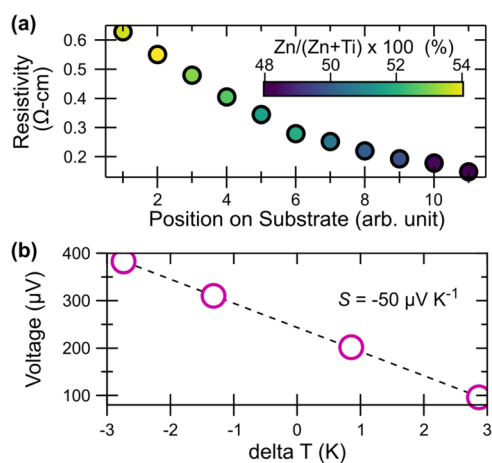 (a)
0.6
0.5
0.4
0.3
0.2
Resistivity
(Ω-cm)
Zn/(Zn+Ti) x 100 (%)
48 50 52 54
2 4 6 8 10
Position on Substrate (arb. unit)
(b)
400
300
200
100
Voltage (µV)
S = -50 µV K-1
-3 -2 -1 0 1 2 3
delta T (K)